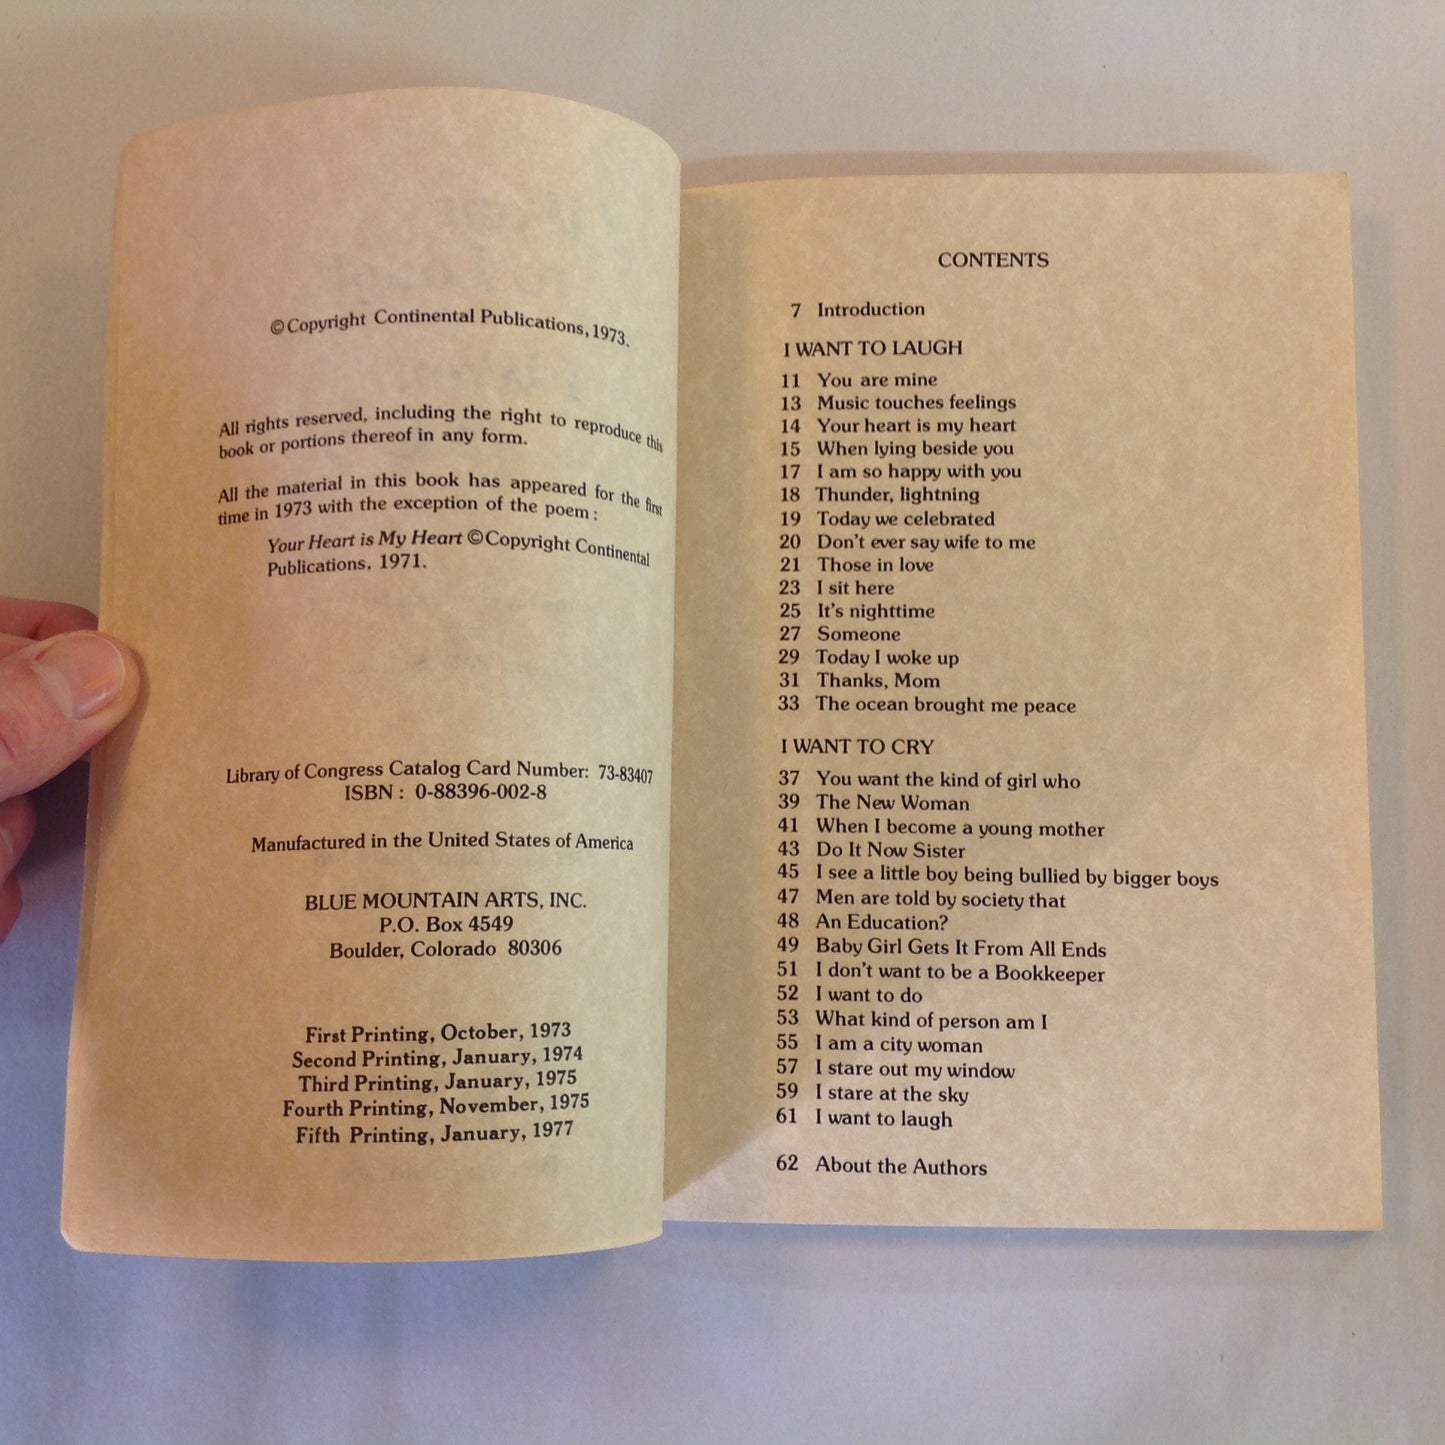 ©Copyright Continental Publications, 1973.
All rights reserved, including the right to reproduce this
book or portions thereof in any form.
All the material in this book has appeared for the first
time in 1973 with the exception of the poem :
Your Heart is My Heart ©Copyright Continental
Publications, 1971.
Library of Congress Catalog Card Number: 73-83407
ISBN : 0-88396-002-8
Manufactured in the United States of America
BLUE MOUNTAIN ARTS, INC.
P.O. Box 4549
Boulder, Colorado 80306
First Printing, October, 1973
Second Printing, January, 1974
Third Printing, January, 1975
Fourth Printing, November, 1975
Fifth Printing, January, 1977
CONTENTS
7 Introduction
I WANT TO LAUGH
11 You are mine
13 Music touches feelings
14 Your heart is my heart
15 When lying beside you
17 I am so happy with you
18 Thunder, lightning
19 Today we celebrated
20 Don't ever say wife to me
21 Those in love
23 I sit here
25 It's nighttime
27 Someone
29 Today I woke up
31 Thanks, Mom
33 The ocean brought me peace
I WANT TO CRY
37 You want the kind of girl who
39 The New Woman
41 When I become a young mother
43 Do It Now Sister
45 I see a little boy being bullied by bigger boys
47 Men are told by society that
48 An Education?
49 Baby Girl Gets It From All Ends
51 I don't want to be a Bookkeeper
52 I want to do
53 What kind of person am I
55 I am a city woman
57 I stare out my window
59 I stare at the sky
61 I want to laugh
62 About the Authors